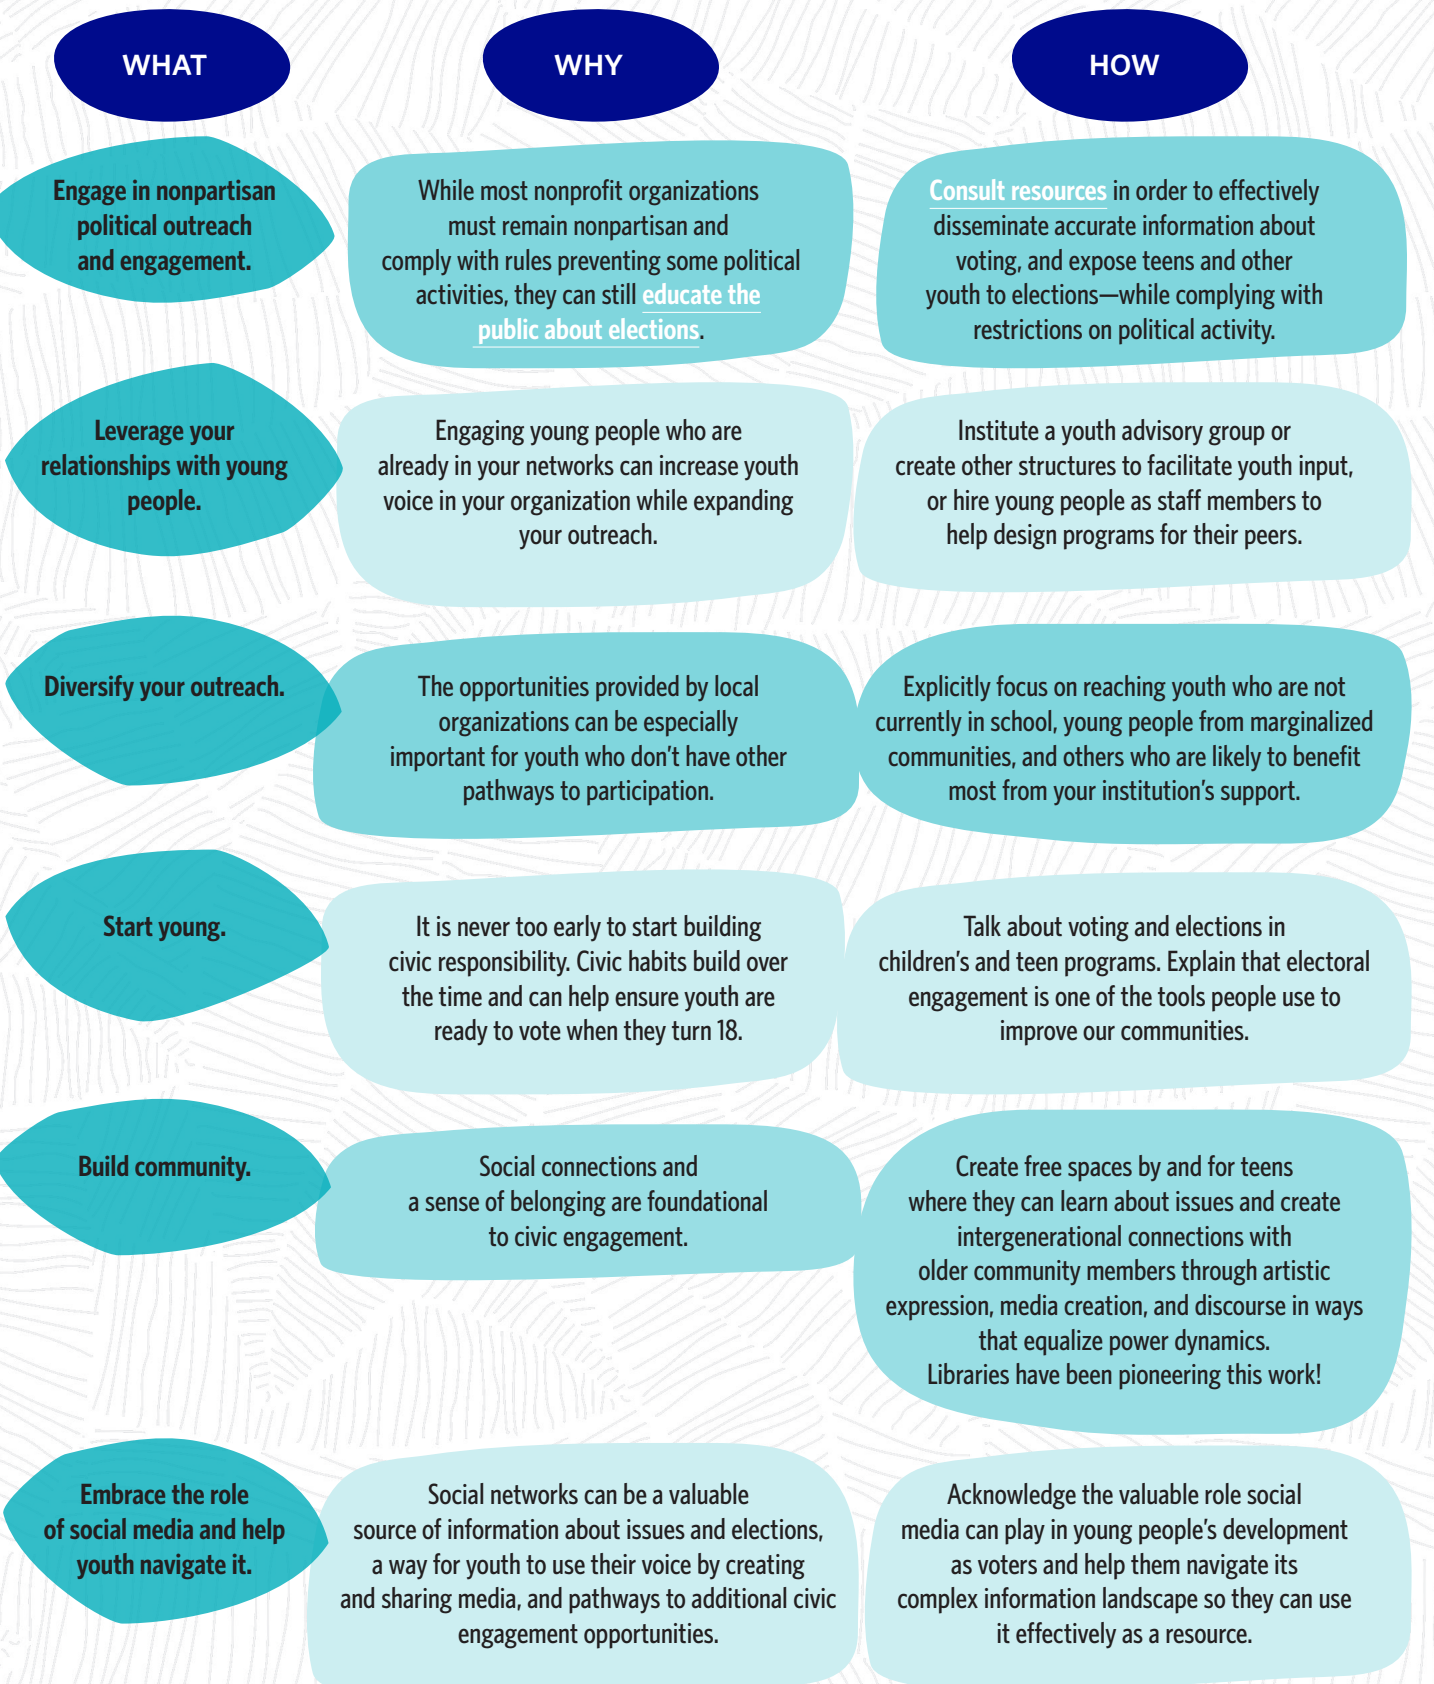 WHAT
WHY
HOW
Engage in nonpartisan
political outreach
and engagement.
While most nonprofit organizations
must remain nonpartisan and
comply with rules preventing some political
activities, they can still educate the
public about elections.
Consult resources in order to effectively
disseminate accurate information about
voting, and expose teens and other
youth to elections—while complying with
restrictions on political activity.
Leverage your
relationships with young
people.
Engaging young people who are
already in your networks can increase youth
voice in your organization while expanding
your outreach.
Institute a youth advisory group or
create other structures to facilitate youth input,
or hire young people as staff members to
help design programs for their peers.
Diversify your outreach.
The opportunities provided by local
organizations can be especially
important for youth who don't have other
pathways to participation.
Explicitly focus on reaching youth who are not
currently in school, young people from marginalized
communities, and others who are likely to benefit
most from your institution's support.
Start young.
It is never too early to start building
civic responsibility. Civic habits build over
the time and can help ensure youth are
ready to vote when they turn 18.
Talk about voting and elections in
children's and teen programs. Explain that electoral
engagement is one of the tools people use to
improve our communities.
Build community.
Social connections and
a sense of belonging are foundational
to civic engagement.
Create free spaces by and for teens
where they can learn about issues and create
intergenerational connections with
older community members through artistic
expression, media creation, and discourse in ways
that equalize power dynamics.
Libraries have been pioneering this work!
Embrace the role
of social media and help
youth navigate it.
Social networks can be a valuable
source of information about issues and elections,
a way for youth to use their voice by creating
and sharing media, and pathways to additional civic
engagement opportunities.
Acknowledge the valuable role social
media can play in young people's development
as voters and help them navigate its
complex information landscape so they can use
it effectively as a resource.